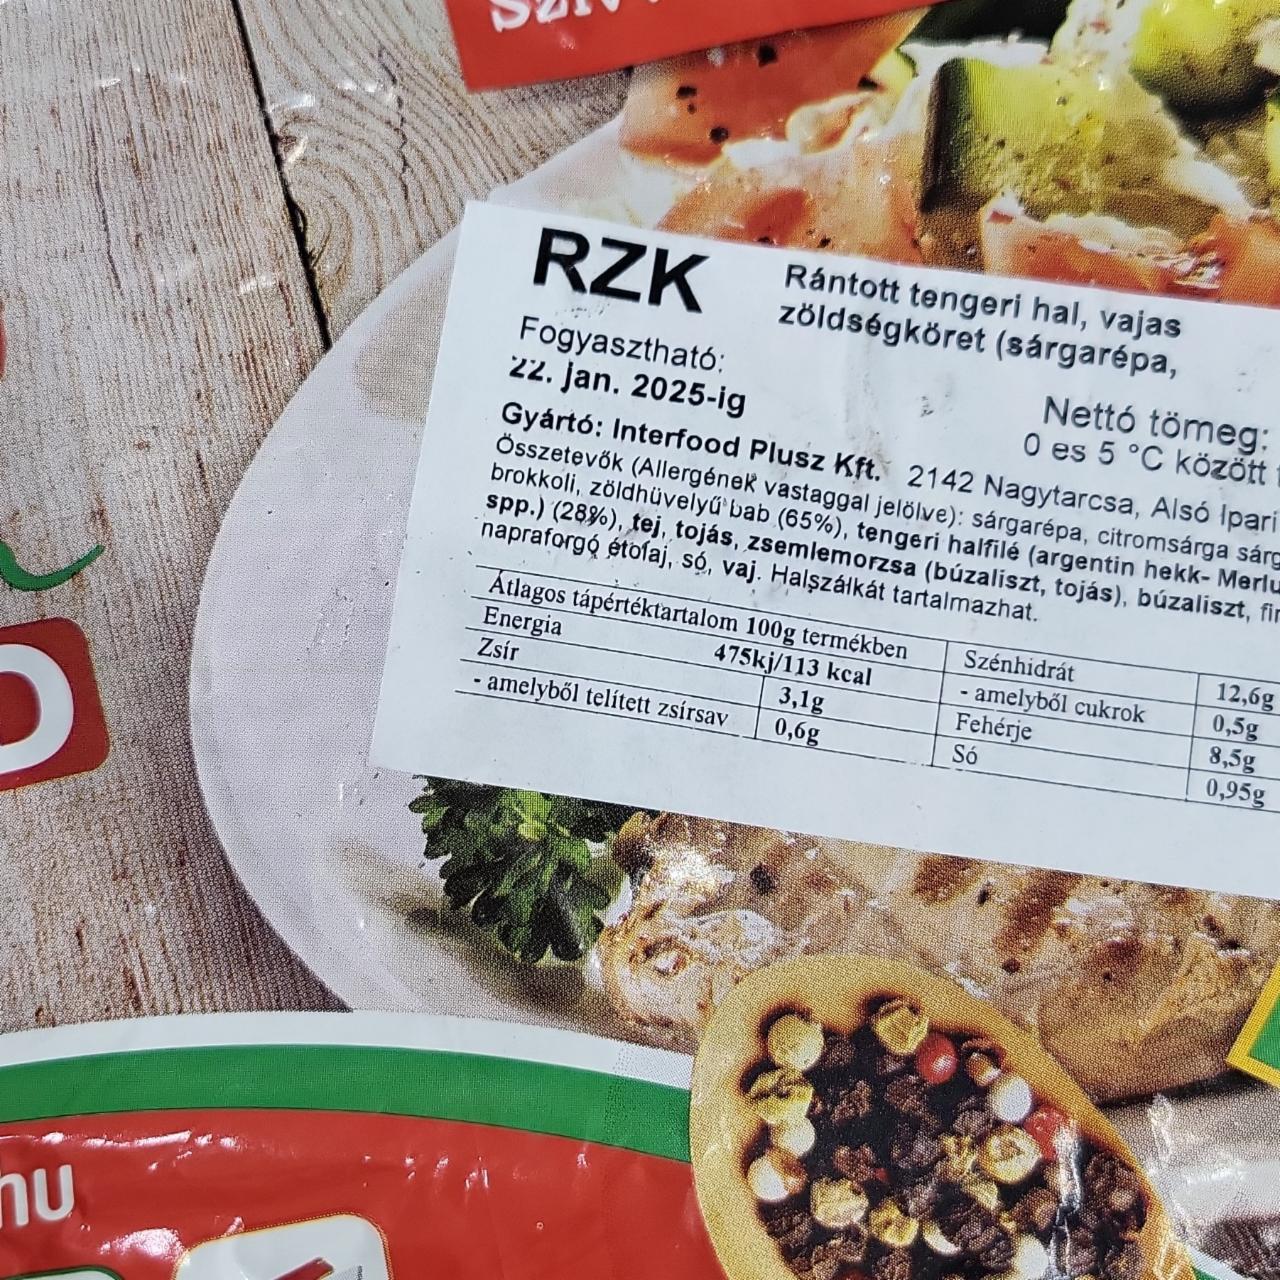 RZK
Rántott tengeri hal, vajas
zöldségköret (sárgarépa,
Fogyasztható:
22. jan. 2025-ig
Nettó tömeg:
0 es 5 °C között
Gyártó: Interfood Plusz Kft. 2142 Nagytarcsa, Alsó Ipari
Összetevők (Allergének vastaggal jelölve): sárgarépa, citromsárga
brokkoli, zöldhüvelyű bab (65%), tengeri halfilé (argentin hekk-
spp.) (28%), tej, tojás, zsemlemorzsa (búzaliszt, tojás), búzaliszt,
napraforgó étolaj, só, vaj. Halszálkát tartalmazhat.
Átlagos tápértéktartalom 100g termékben
Energia 475kj/113 kcal
Zsír 3,1g
- amelyből telített zsírsav 0,6g
Szénhidrát 12,6g
- amelyből cukrok 0,5g
Fehérje 8,5g
Só 0,95g
hu